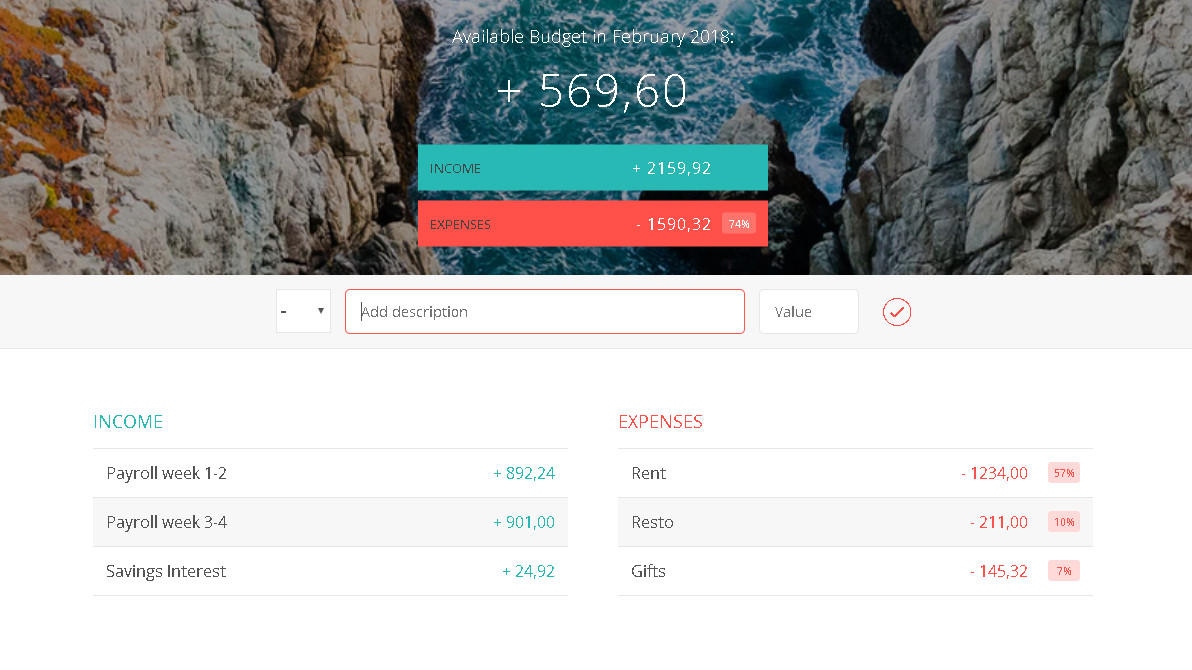 Available Budget in February 2018:
+ 569,60
INCOME + 2159,92
EXPENSES - 1590,32 74%
- Add description Value
INCOME
Payroll week 1-2 + 892,24
Payroll week 3-4 + 901,00
Savings Interest + 24,92
EXPENSES
Rent - 1234,00 57%
Resto - 211,00 10%
Gifts - 145,32 7%